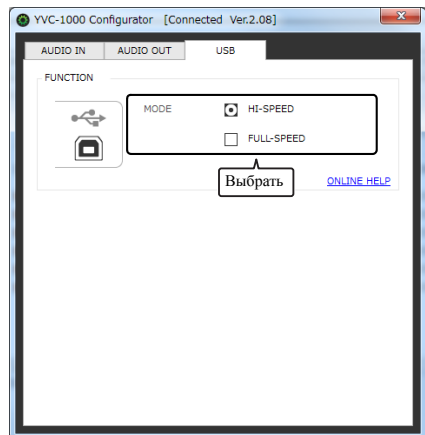 YVC-1000 Configurator [Connected Ver.2.08]
AUDIO IN AUDIO OUT USB
FUNCTION
MODE HI-SPEED
FULL-SPEED
Выбрать
ONLINE HELP